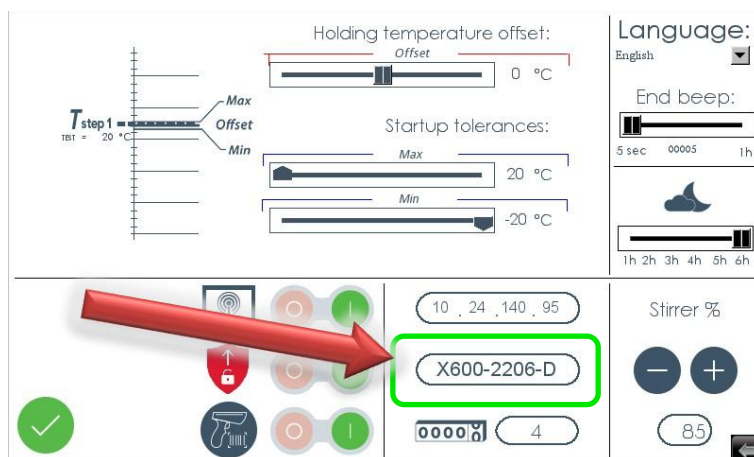 Holding temperature offset:
Offset
0 °C
Max
Offset
Min
T step 1
TEST = 20 °C
Startup tolerances:
Max
20 °C
Min
-20 °C
Language:
English
End beep:
5 sec 00005 1h
1h 2h 3h 4h 5h 6h
10 . 24 .140 . 95
X600-2206-D
0000 4
Stirrer %
85